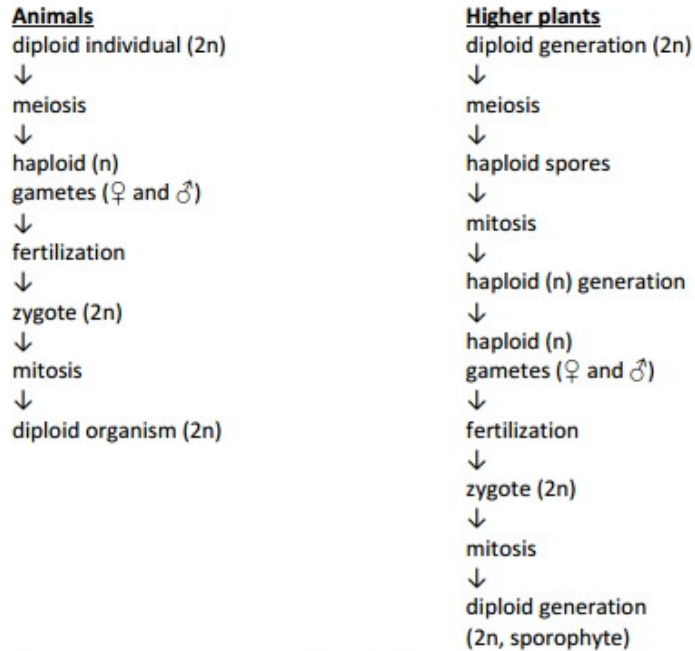 Animals
diploid individual (2n)
↓
meiosis
↓
haploid (n)
gametes (♀ and ♂)
↓
fertilization
↓
zygote (2n)
↓
mitosis
↓
diploid organism (2n)
Higher plants
diploid generation (2n)
↓
meiosis
↓
haploid spores
↓
mitosis
↓
haploid (n) generation
↓
haploid (n)
gametes (♀ and ♂)
↓
fertilization
↓
zygote (2n)
↓
mitosis
↓
diploid generation
(2n, sporophyte)